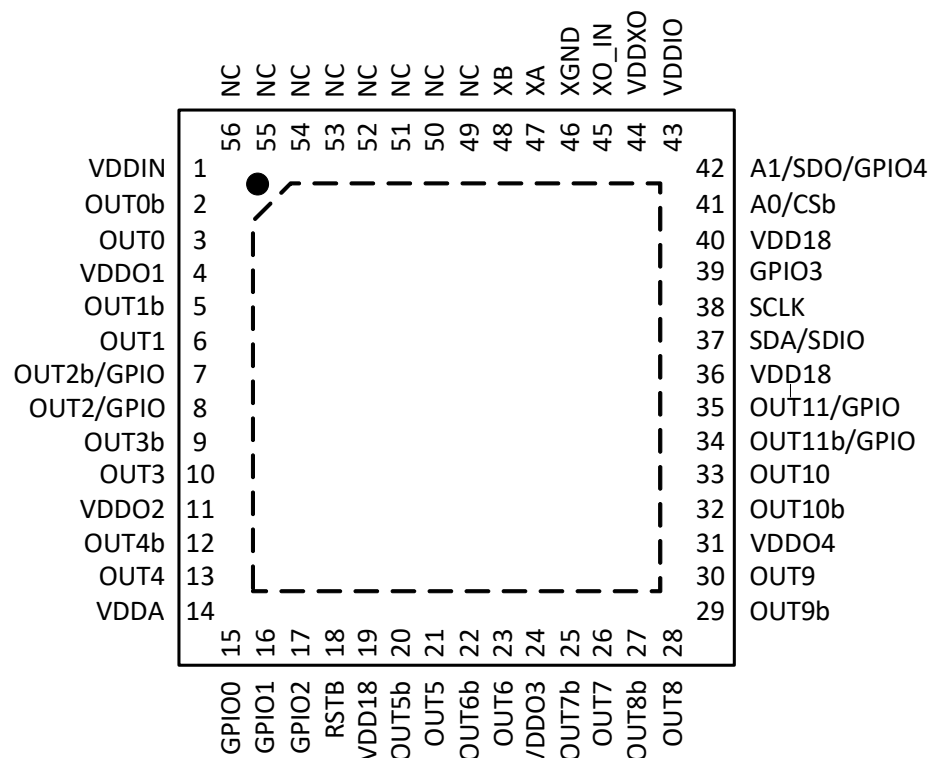 NC NC NC NC NC NC NC NC XB XA XGND XO_IN VDDXO VDDIO
56 55 54 53 52 51 50 49 48 47 46 45 44 43
VDDIN 1 42 A1/SDO/GPIO4
OUT0b 2 41 A0/CSb
OUT0 3 40 VDD18
VDDO1 4 39 GPIO3
OUT1b 5 38 SCLK
OUT1 6 37 SDA/SDIO
OUT2b/GPIO 7 36 VDD18
OUT2/GPIO 8 35 OUT11/GPIO
OUT3b 9 34 OUT11b/GPIO
OUT3 10 33 OUT10
VDDO2 11 32 OUT10b
OUT4b 12 31 VDDO4
OUT4 13 30 OUT9
VDDA 14 29 OUT9b
15 16 17 18 19 20 21 22 23 24 25 26 27 28
GPIO0 GPIO1 GPIO2 RSTB VDD18 OUT5b OUT5 OUT6b OUT6 VDDO3 OUT7b OUT7 OUT8b OUT8